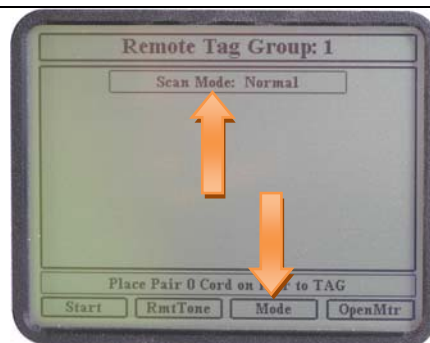 Remote Tag Group: 1
Scan Mode: Normal
Place Pair 0 Cord on to TAG
Start RmtTone Mode OpenMtr